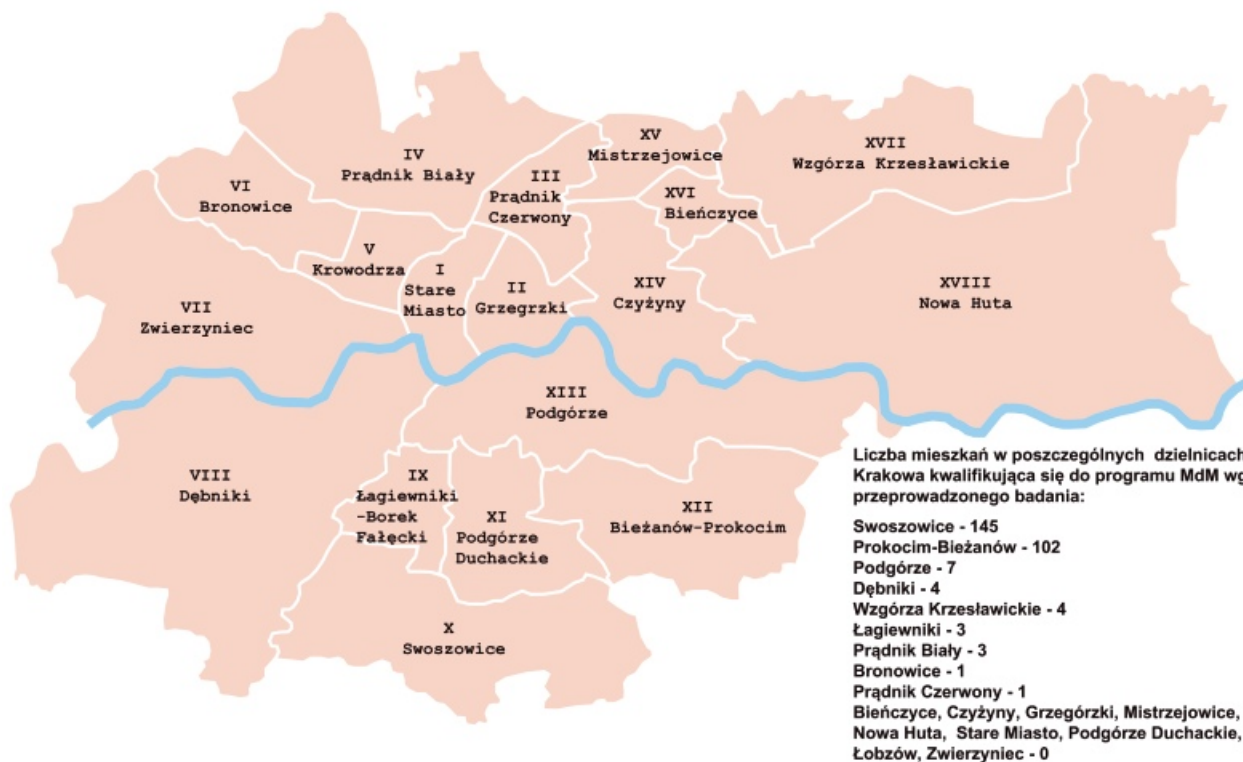 XV
Mistrzejowice
XVII
Wzgórza Krzesławickie
IV
Prądnik Biały
III
Prądnik
Czerwony
VI
Bronowice
XVI
Bieńczyce
V
Krowodrza
I
Stare
Miasto
II
Grzegrzki
XIV
Czyżyny
XVIII
Nowa Huta
VII
Zwierzyniec
XIII
Podgórze
VIII
Dębniki
IX
Łagiewniki
-Borek
Fałęcki
XI
Podgórze
Duchackie
XII
Bieżanów-Prokocim
X
Swoszowice
Liczba mieszkań w poszczególnych dzielnicach
Krakowa kwalifikująca się do programu MdM wg
przeprowadzonego badania:
Swoszowice - 145
Prokocim-Bieżanów - 102
Podgórze - 7
Dębniki - 4
Wzgórza Krzesławickie - 4
Łagiewniki - 3
Prądnik Biały - 3
Bronowice - 1
Prądnik Czerwony - 1
Bieńczyce, Czyżyny, Grzegórzki, Mistrzejowice,
Nowa Huta, Stare Miasto, Podgórze Duchackie,
Łobzów, Zwierzyniec - 0